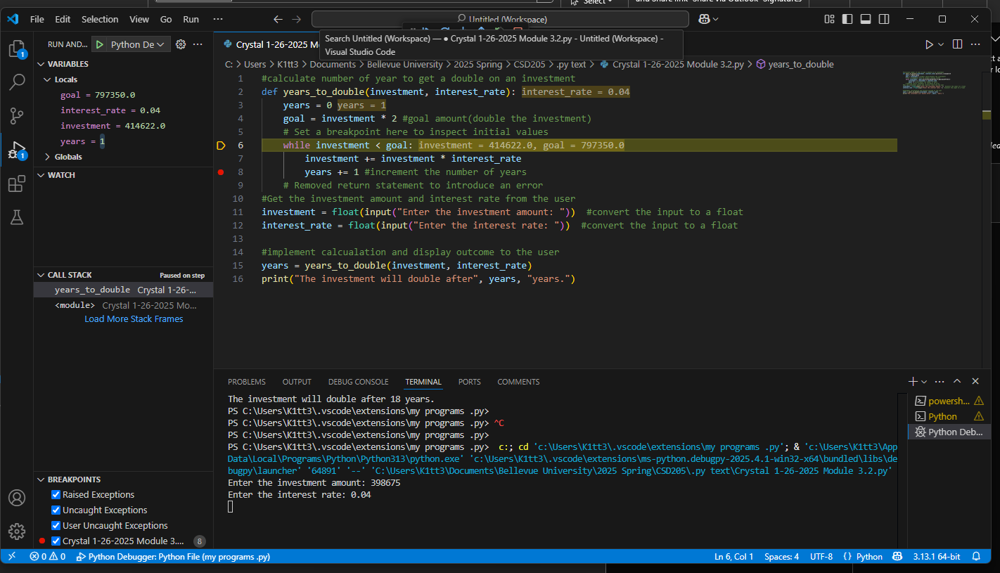 Select
and share link "Share via Outlook" Signatures
File Edit Selection View Go Run ··· Untitled (Workspace)
Search Untitled (Workspace) — ● Crystal 1-26-2025 Module 3.2.py - Untitled (Workspace) - Visual Studio Code
RUN AND... Python De ···
Crystal 1-26-2025 M
C: > Users > K1tt3 > Documents > Bellevue University > 2025 Spring > CSD205 > .py text > Crystal 1-26-2025 Module 3.2.py > years_to_double
VARIABLES
Locals
goal = 797350.0
interest_rate = 0.04
investment = 414622.0
years = 1
Globals
WATCH
CALL STACK Paused on step
years_to_double Crystal 1-26-...
<module> Crystal 1-26-2025 Mo...
Load More Stack Frames
BREAKPOINTS
Raised Exceptions
Uncaught Exceptions
User Uncaught Exceptions
Crystal 1-26-2025 Module 3.... 8
1 #calculate number of year to get a double on an investment
2 def years_to_double(investment, interest_rate): interest_rate = 0.04
3 years = 0 years = 1
4 goal = investment * 2 #goal amount(double the investment)
5 # Set a breakpoint here to inspect initial values
6 while investment < goal: investment = 414622.0, goal = 797350.0
7 investment += investment * interest_rate
8 years += 1 #increment the number of years
9 # Removed return statement to introduce an error
10 #Get the investment amount and interest rate from the user
11 investment = float(input("Enter the investment amount: ")) #convert the input to a float
12 interest_rate = float(input("Enter the interest rate: ")) #convert the input to a float
13
14 #implement calcualation and display outcome to the user
15 years = years_to_double(investment, interest_rate)
16 print("The investment will double after", years, "years.")
PROBLEMS OUTPUT DEBUG CONSOLE TERMINAL PORTS COMMENTS
The investment will double after 18 years.
PS C:\Users\K1tt3\.vscode\extensions\my programs .py>
PS C:\Users\K1tt3\.vscode\extensions\my programs .py> ^C
PS C:\Users\K1tt3\.vscode\extensions\my programs .py>
PS C:\Users\K1tt3\.vscode\extensions\my programs .py> c:; cd 'c:\Users\K1tt3\.vscode\extensions\my programs .py'; & 'c:\Users\K1tt3\App
Data\Local\Programs\Python\Python313\python.exe' 'c:\Users\K1tt3\.vscode\extensions\ms-python.debugpy-2025.4.1-win32-x64\bundled\libs\de
bugpy\launcher' '64891' '--' 'C:\Users\K1tt3\Documents\Bellevue University\2025 Spring\CSD205\.py text\Crystal 1-26-2025 Module 3.2.py'
Enter the investment amount: 398675
Enter the interest rate: 0.04
powersh...
Python
Python Deb...
0 0 Python Debugger: Python File (my programs .py) Ln 6, Col 1 Spaces: 4 UTF-8 {} Python 3.13.1 64-bit